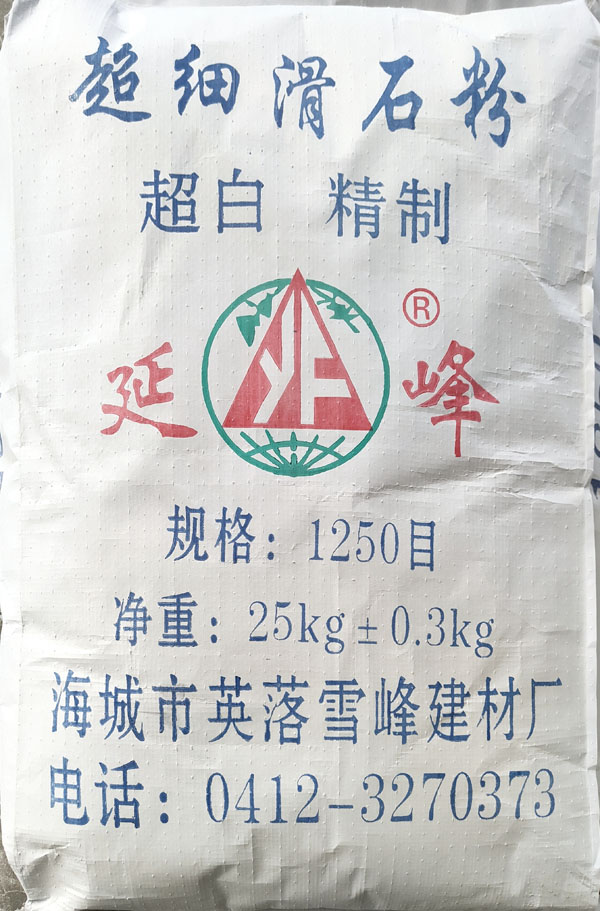 超细滑石粉
超白 精制
延 YF 峰 ®
规格：1250目
净重：25kg±0.3kg
海城市英落雪峰建材厂
电话：0412-3270373